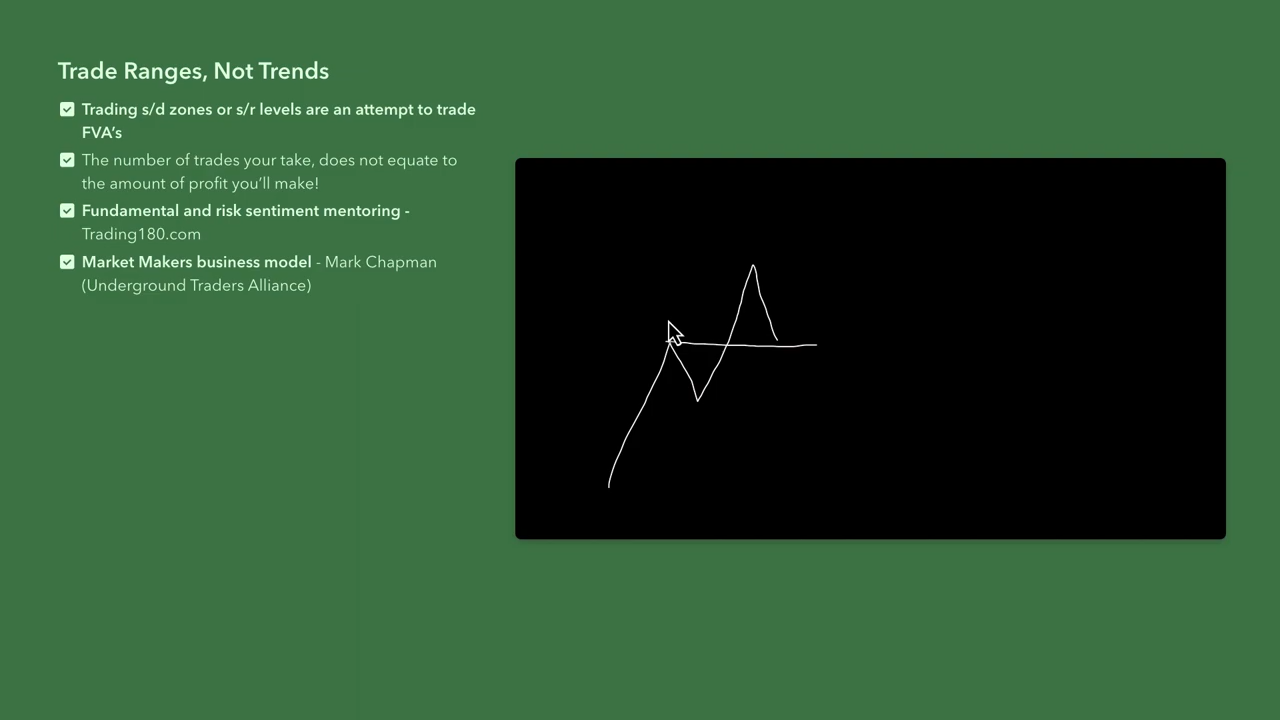 Trade Ranges, Not Trends
Trading s/d zones or s/r levels are an attempt to trade
FVA’s
The number of trades your take, does not equate to
the amount of profit you’ll make!
Fundamental and risk sentiment mentoring -
Trading180.com
Market Makers business model - Mark Chapman
(Underground Traders Alliance)